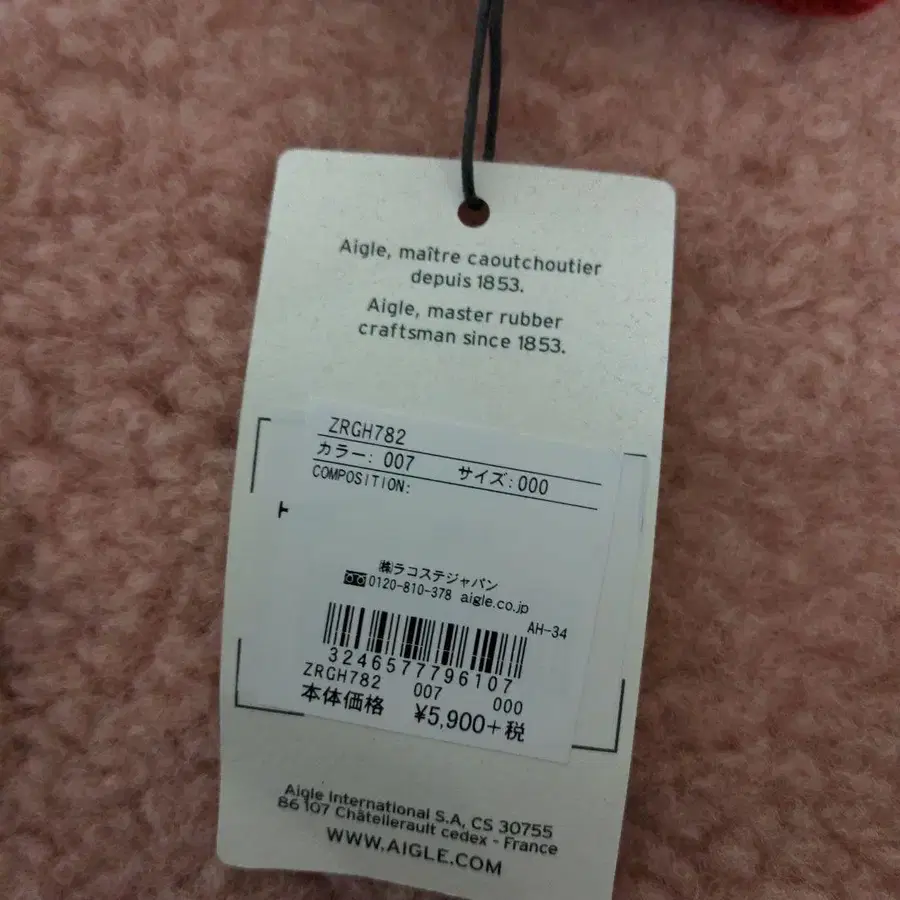 Aigle, maître caoutchoutier
depuis 1853.
Aigle, master rubber
craftsman since 1853.
ZRGH782
カラー: 007 サイズ:000
COMPOSITION:
㈱ラコステジャパン
0120-810-378 aigle.co.jp
AH-34
3246577796107
ZRGH782 007 000
本体価格 ¥5,900+税
Aigle International S.A, CS 30755
86 107 Châtellerault cedex - France
WWW.AIGLE.COM